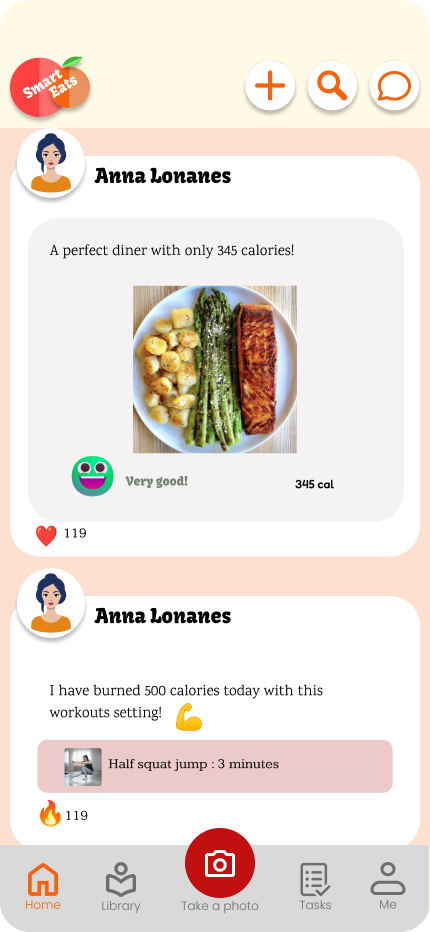 Smart
Eats
Anna Lonanes
A perfect diner with only 345 calories!
Very good!
345 cal
119
Anna Lonanes
I have burned 500 calories today with this
workouts setting!
Half squat jump : 3 minutes
119
Home
Library
Take a photo
Tasks
Me